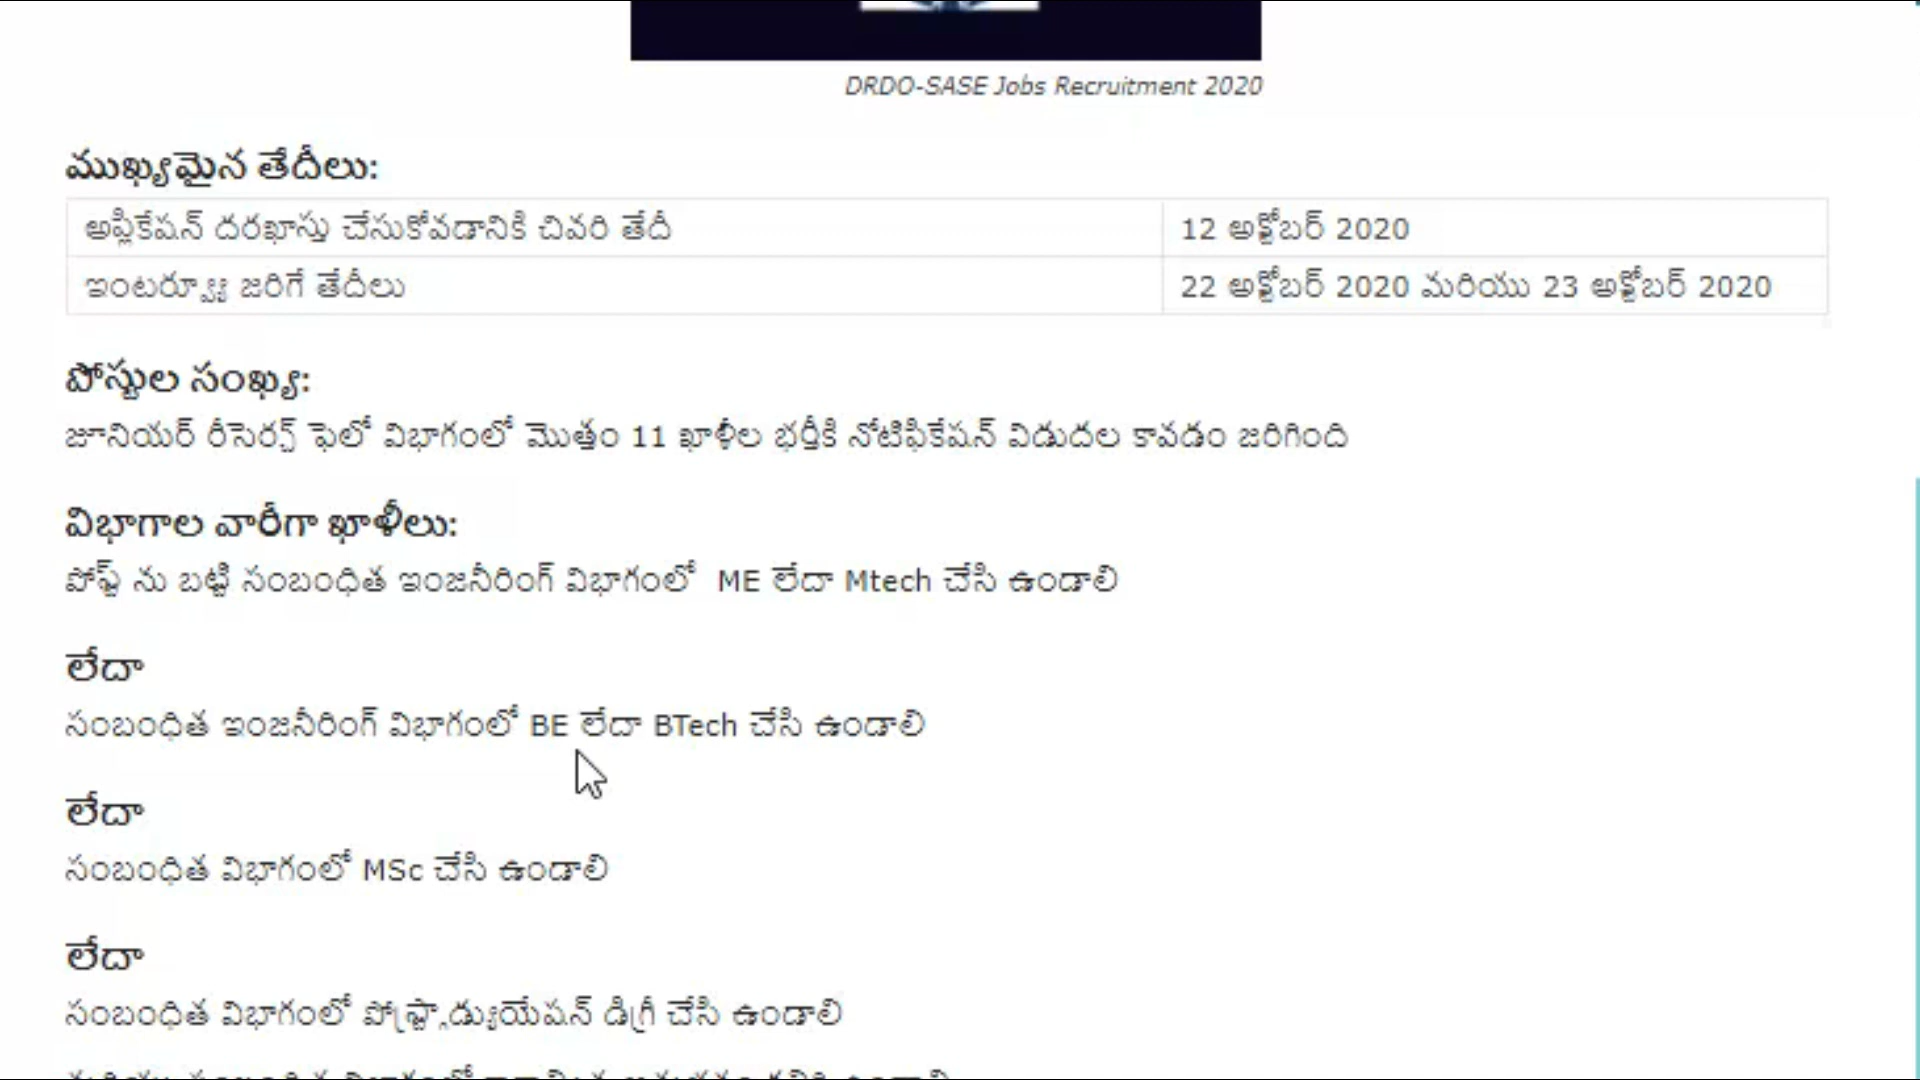 DRDO-SASE Jobs Recruitment 2020
ముఖ్యమైన తేదీలు:
అప్లికేషన్ దరఖాస్తు చేసుకోవడానికి చివరి తేదీ 12 అక్టోబర్ 2020
ఇంటర్వ్యూ జరిగే తేదీలు 22 అక్టోబర్ 2020 మరియు 23 అక్టోబర్ 2020
పోస్టుల సంఖ్య:
జూనియర్ రీసెర్చ్ ఫెలో విభాగంలో మొత్తం 11 ఖాళీల భర్తీకి నోటిఫికేషన్ విడుదల కావడం జరిగింది
విభాగాల వారీగా ఖాళీలు:
పోస్ట్ ను బట్టి సంబంధిత ఇంజనీరింగ్ విభాగంలో ME లేదా Mtech చేసి ఉండాలి
లేదా
సంబంధిత ఇంజనీరింగ్ విభాగంలో BE లేదా BTech చేసి ఉండాలి
లేదా
సంబంధిత విభాగంలో MSc చేసి ఉండాలి
లేదా
సంబంధిత విభాగంలో పోస్ట్గ్రాడ్యుయేషన్ డిగ్రీ చేసి ఉండాలి